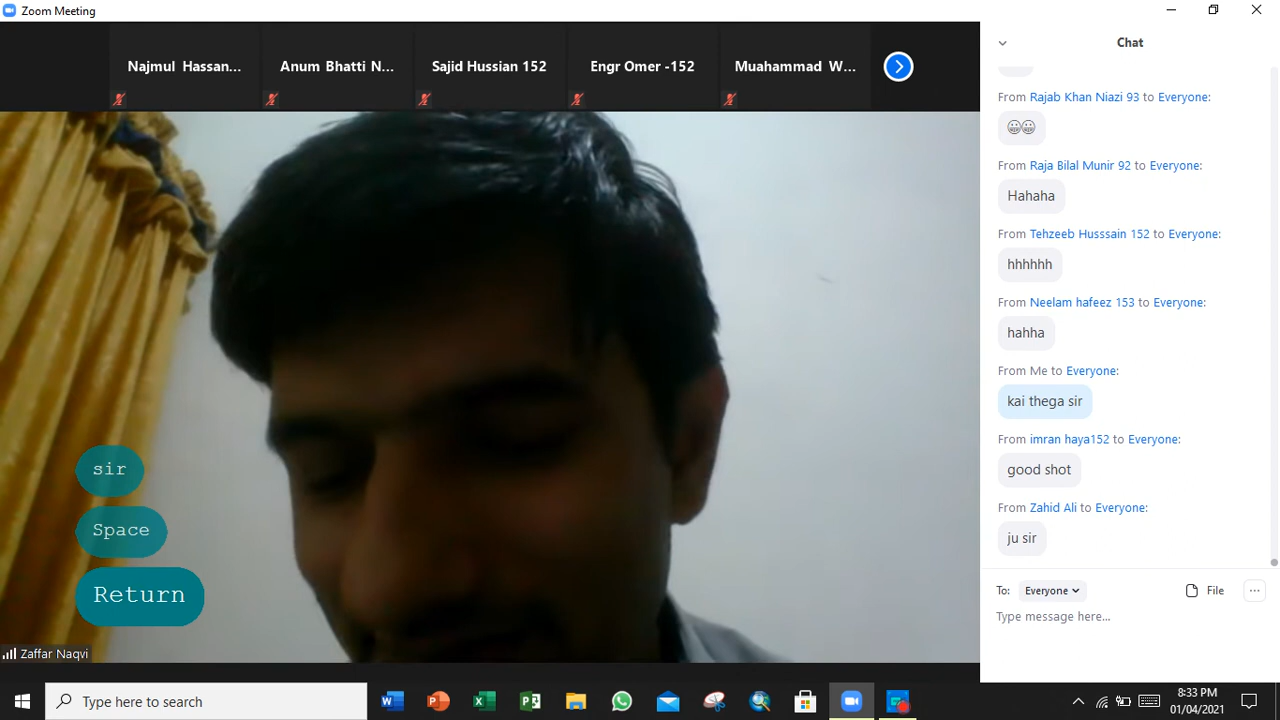 Zoom Meeting
Najmul Hassan...
Anum Bhatti N...
Sajid Hussian 152
Engr Omer -152
Muahammad W...
Chat
From Rajab Khan Niazi 93 to Everyone:
😀😀
From Raja Bilal Munir 92 to Everyone:
Hahaha
From Tehzeeb Husssain 152 to Everyone:
hhhhhh
From Neelam hafeez 153 to Everyone:
hahha
From Me to Everyone:
kai thega sir
From imran haya152 to Everyone:
good shot
From Zahid Ali to Everyone:
ju sir
To: Everyone File ...
Type message here...
sir
Space
Return
Zaffar Naqvi
Type here to search
8:33 PM
01/04/2021